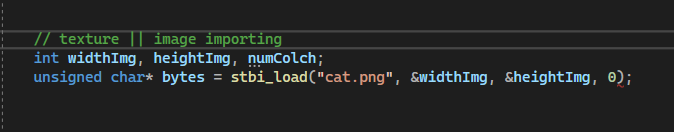 // texture || image importing
int widthImg, heightImg, numColch;
unsigned char* bytes = stbi_load("cat.png", &widthImg, &heightImg, 0);